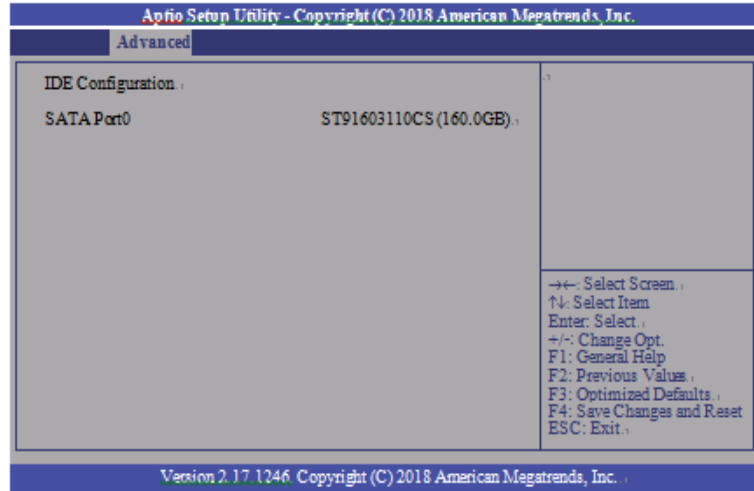 Aptio Setup Utility - Copyright (C) 2018 American Megatrends, Inc.
Advanced
IDE Configuration
SATA Port0 ST91603110CS (160.0GB)
→←: Select Screen
↑↓: Select Item
Enter: Select
+/-: Change Opt.
F1: General Help
F2: Previous Values
F3: Optimized Defaults
F4: Save Changes and Reset
ESC: Exit
Version 2.17.1246. Copyright (C) 2018 American Megatrends, Inc.